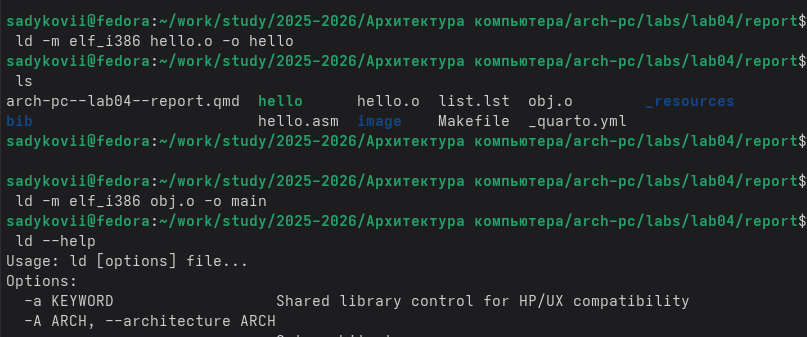 sadykovii@fedora:~/work/study/2025-2026/Архитектура компьютера/arch-pc/labs/lab04/report$
ld -m elf_i386 hello.o -o hello
sadykovii@fedora:~/work/study/2025-2026/Архитектура компьютера/arch-pc/labs/lab04/report$
ls
arch-pc--lab04--report.qmd hello hello.o list.lst obj.o _resources
bib hello.asm image Makefile _quarto.yml
sadykovii@fedora:~/work/study/2025-2026/Архитектура компьютера/arch-pc/labs/lab04/report$
sadykovii@fedora:~/work/study/2025-2026/Архитектура компьютера/arch-pc/labs/lab04/report$
ld -m elf_i386 obj.o -o main
sadykovii@fedora:~/work/study/2025-2026/Архитектура компьютера/arch-pc/labs/lab04/report$
ld --help
Usage: ld [options] file...
Options:
-a KEYWORD Shared library control for HP/UX compatibility
-A ARCH, --architecture ARCH